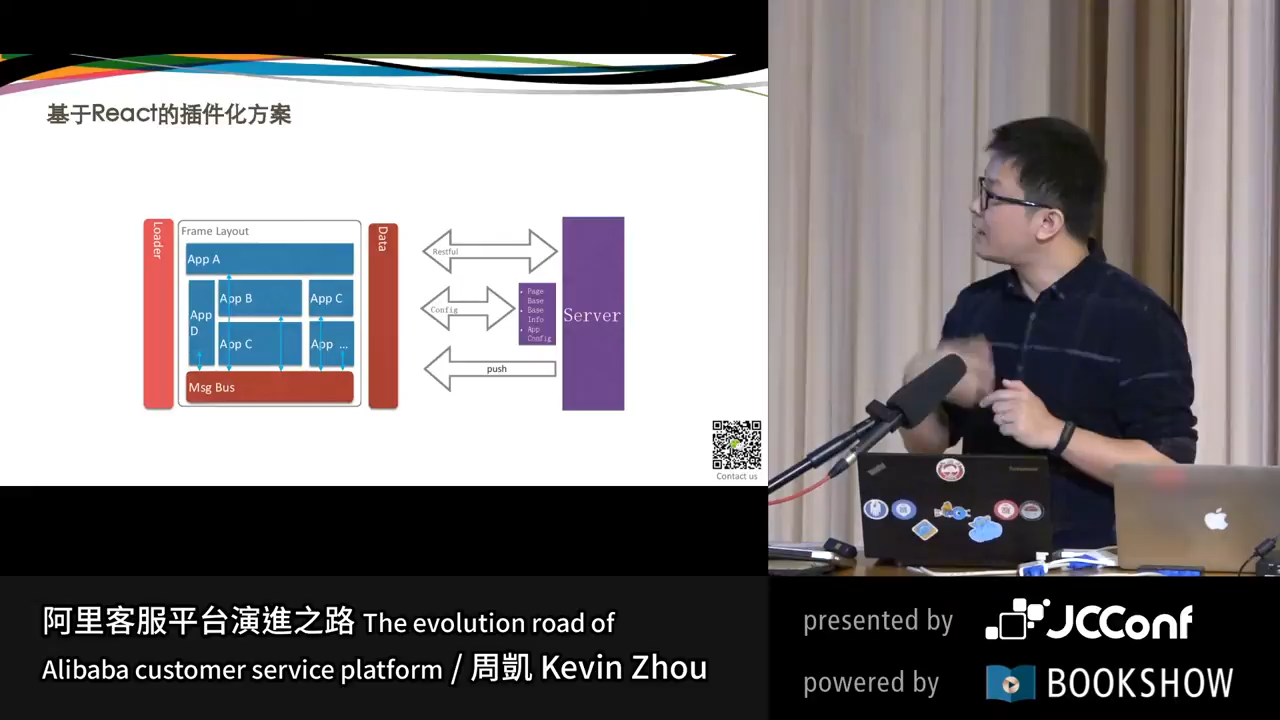 基于React的插件化方案
Loader
Frame Layout
App A
App B
App C
App D
App C
App ...
Msg Bus
Data
Restful
Config
push
Page Base
Base Info
App Config
Server
Contact us
ThinkPad
阿里客服平台演進之路 The evolution road of
Alibaba customer service platform / 周凱 Kevin Zhou
presented by
JCConf
powered by
BOOKSHOW